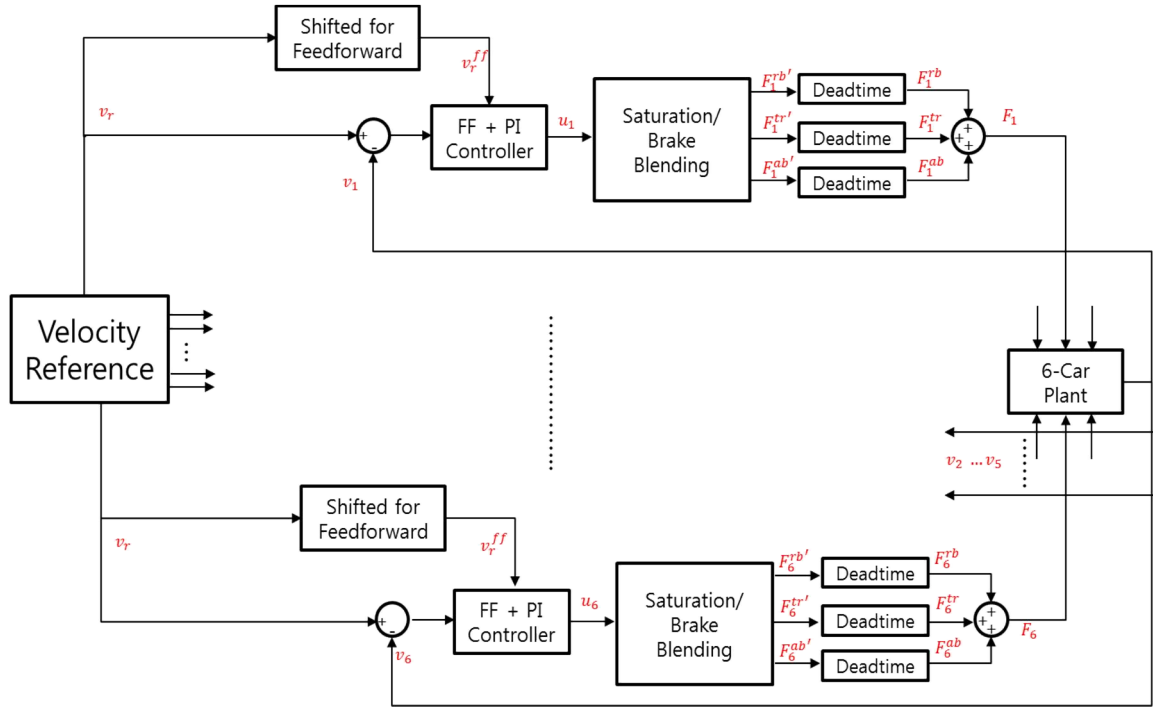 Shifted for
Feedforward
v_r^{ff}
v_r
FF + PI
Controller
u_1
Saturation/
Brake
Blending
F_1^{rb'}
Deadtime
F_1^{rb}
F_1^{tr'}
Deadtime
F_1^{tr}
F_1^{ab'}
Deadtime
F_1^{ab}
F_1
+
-
+
+
+
v_1
Velocity
Reference
6-Car
Plant
v_2 ...v_5
Shifted for
Feedforward
v_r^{ff}
v_r
FF + PI
Controller
u_6
Saturation/
Brake
Blending
F_6^{rb'}
Deadtime
F_6^{rb}
F_6^{tr'}
Deadtime
F_6^{tr}
F_6^{ab'}
Deadtime
F_6^{ab}
F_6
+
-
+
+
+
v_6